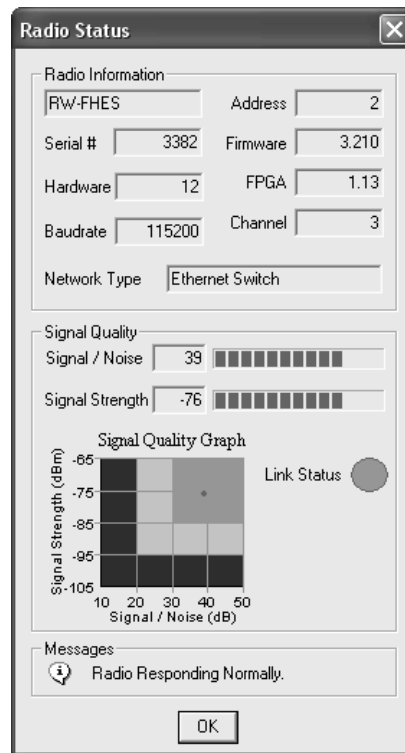 Radio Status
Radio Information
RW-FHES Address 2
Serial # 3382 Firmware 3.210
Hardware 12 FPGA 1.13
Baudrate 115200 Channel 3
Network Type Ethernet Switch
Signal Quality
Signal / Noise 39
Signal Strength -76
Signal Quality Graph
Link Status
Signal Strength (dBm)
-65
-75
-85
-95
-105
10 20 30 40 50
Signal / Noise (dB)
Messages
Radio Responding Normally.
OK